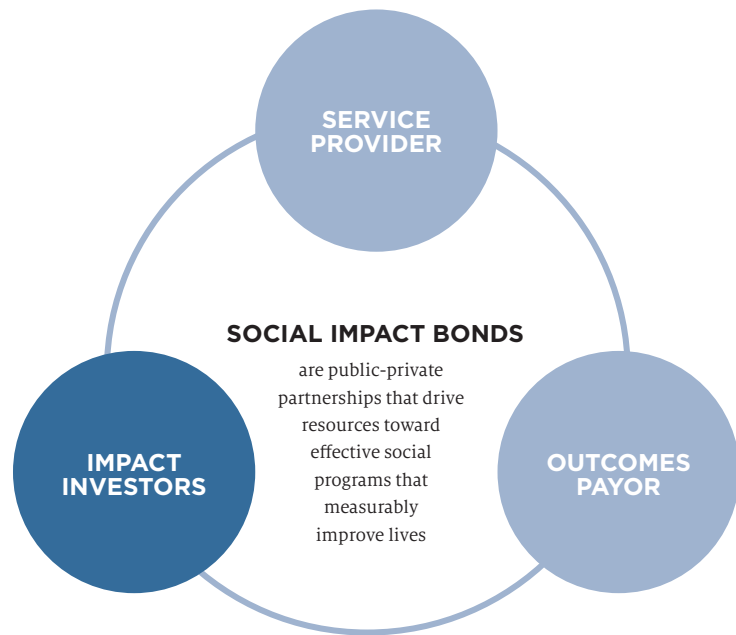 SERVICE
PROVIDER
SOCIAL IMPACT BONDS
are public-private
partnerships that drive
resources toward
effective social
programs that
measurably
improve lives
IMPACT
INVESTORS
OUTCOMES
PAYOR